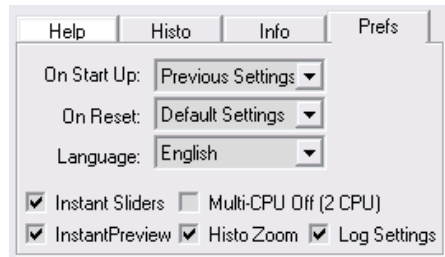 Help Histo Info Prefs
On Start Up: Previous Settings
On Reset: Default Settings
Language: English
Instant Sliders Multi-CPU Off (2 CPU)
InstantPreview Histo Zoom Log Settings